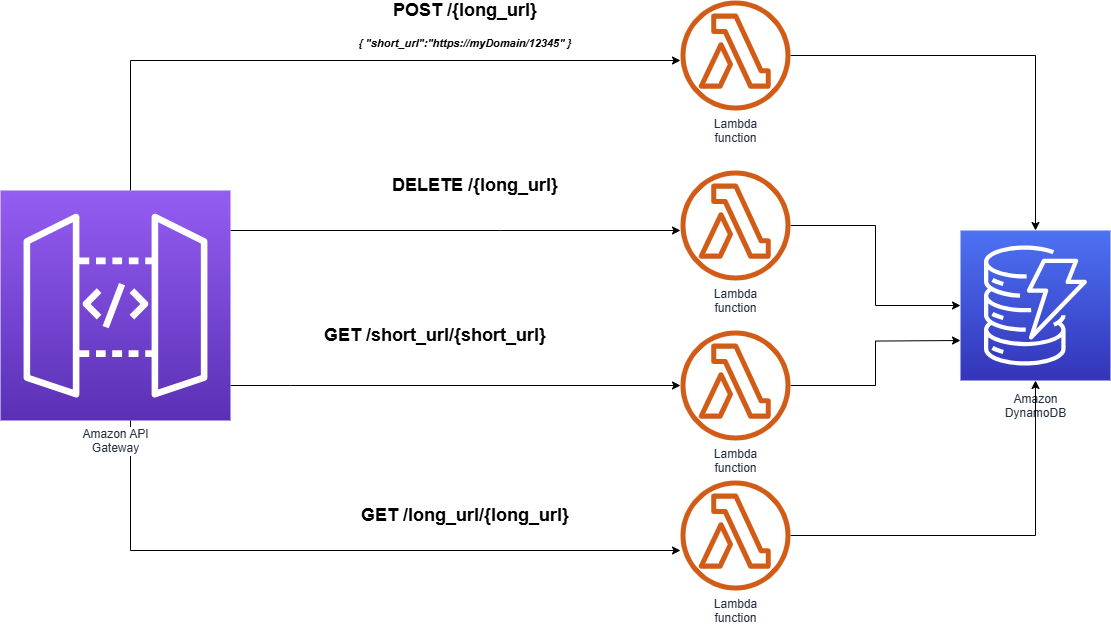 POST /{long_url}
{ "short_url":"https://myDomain/12345" }
Lambda
function
DELETE /{long_url}
Lambda
function
GET /short_url/{short_url}
Lambda
function
Amazon
DynamoDB
Amazon API
Gateway
GET /long_url/{long_url}
Lambda
function